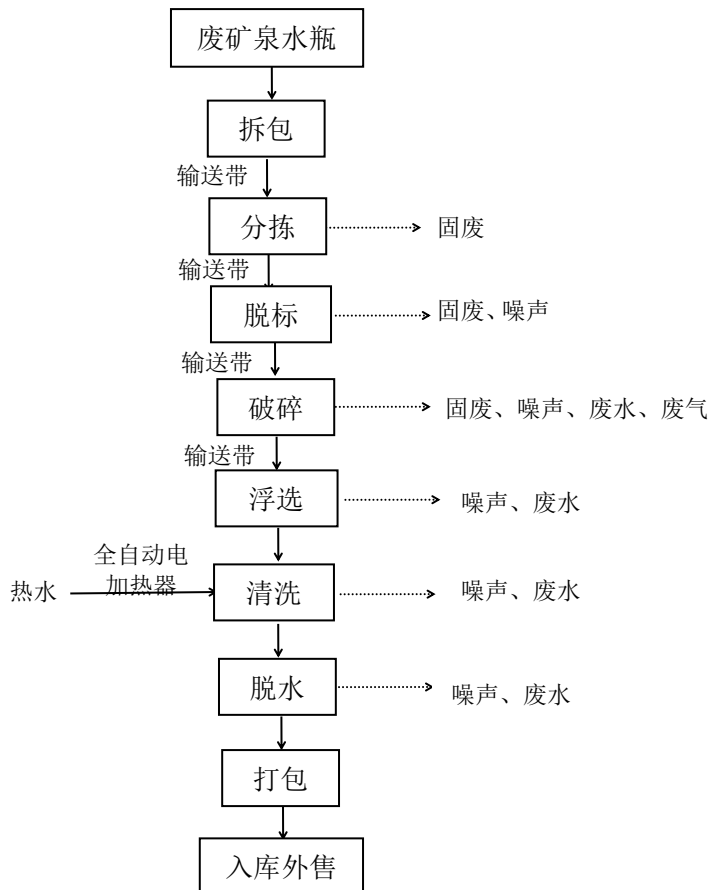 废矿泉水瓶
拆包
输送带
分拣
固废
输送带
脱标
固废、噪声
输送带
破碎
固废、噪声、废水、废气
输送带
浮选
噪声、废水
全自动电
加热器
热水
清洗
噪声、废水
脱水
噪声、废水
打包
入库外售